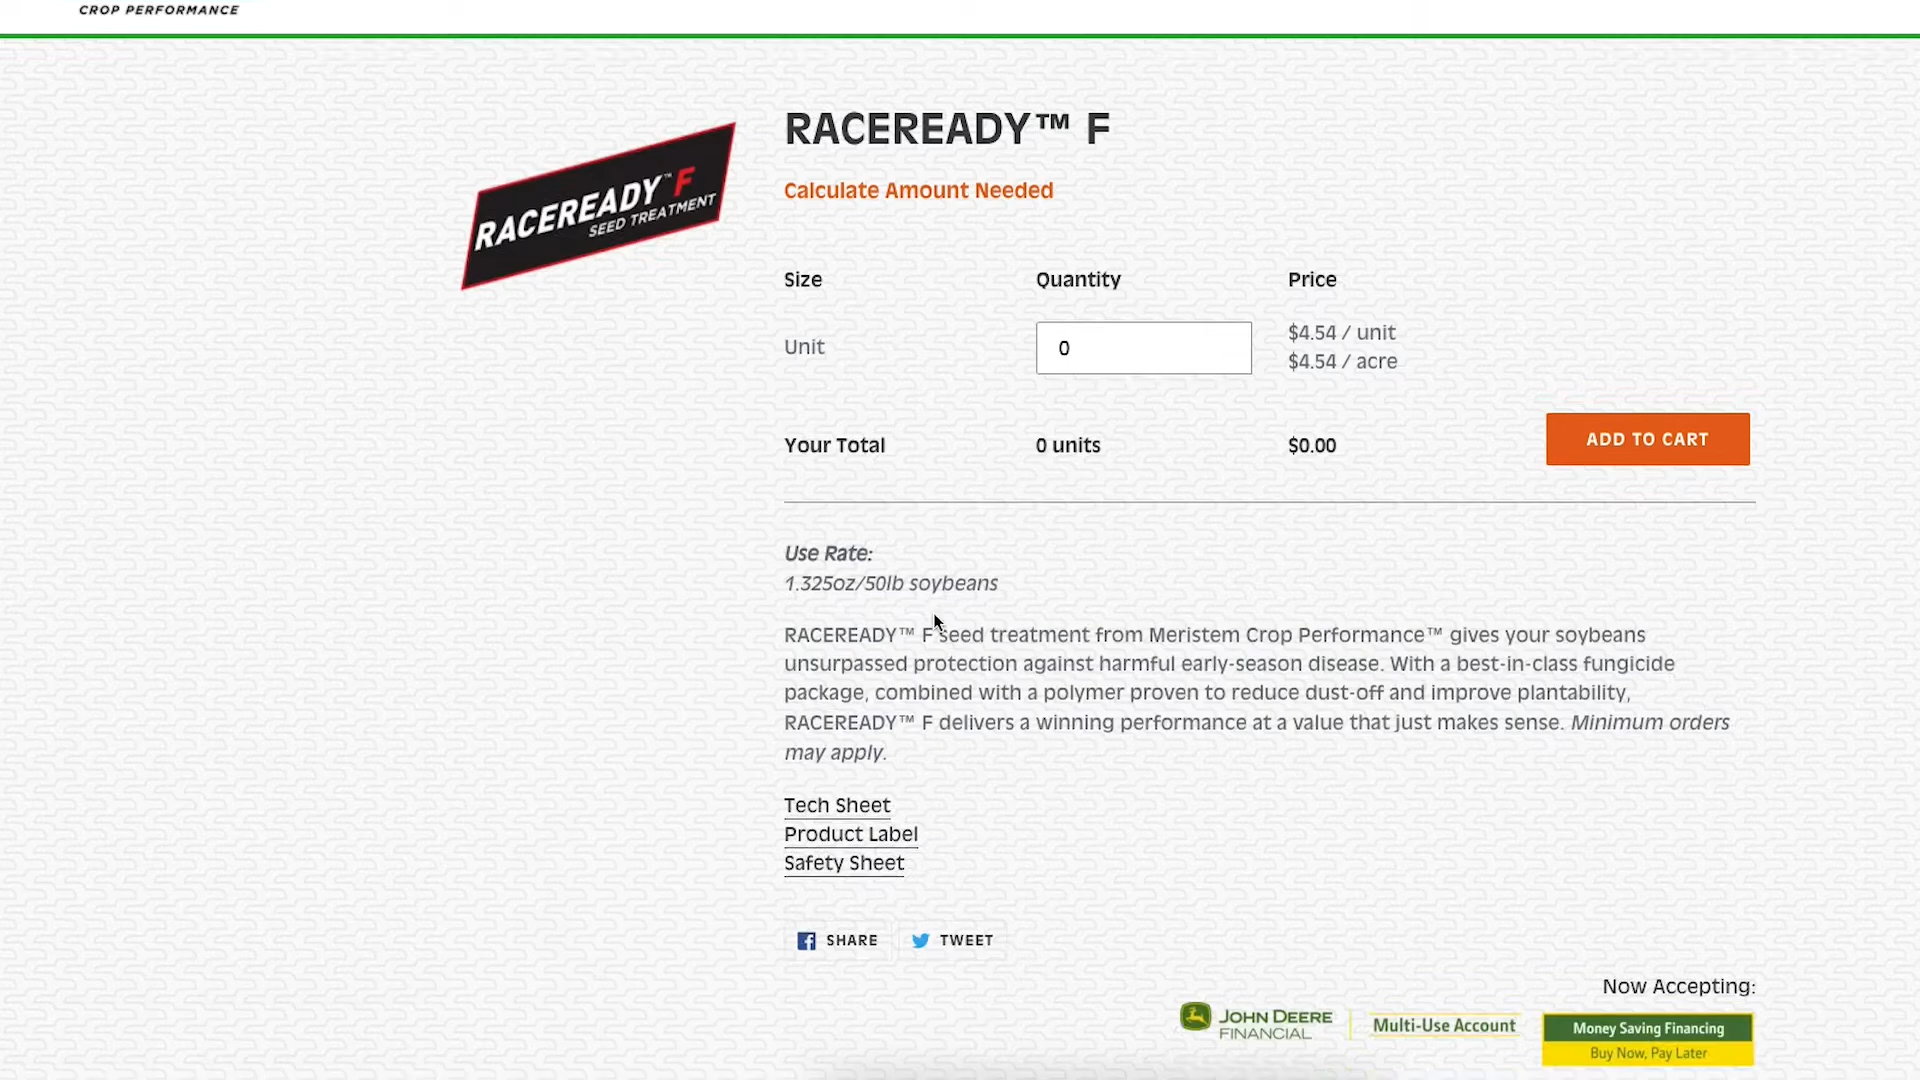 CROP PERFORMANCE
RACEREADY™ F
SEED TREATMENT
RACEREADY™ F
Calculate Amount Needed
Size Quantity Price
Unit 0 $4.54 / unit
$4.54 / acre
Your Total 0 units $0.00 ADD TO CART
Use Rate:
1.325oz/50lb soybeans
RACEREADY™ F seed treatment from Meristem Crop Performance™ gives your soybeans
unsurpassed protection against harmful early-season disease. With a best-in-class fungicide
package, combined with a polymer proven to reduce dust-off and improve plantability,
RACEREADY™ F delivers a winning performance at a value that just makes sense. Minimum orders
may apply.
Tech Sheet
Product Label
Safety Sheet
SHARE TWEET
Now Accepting:
JOHN DEERE
FINANCIAL
Multi-Use Account
Money Saving Financing
Buy Now, Pay Later